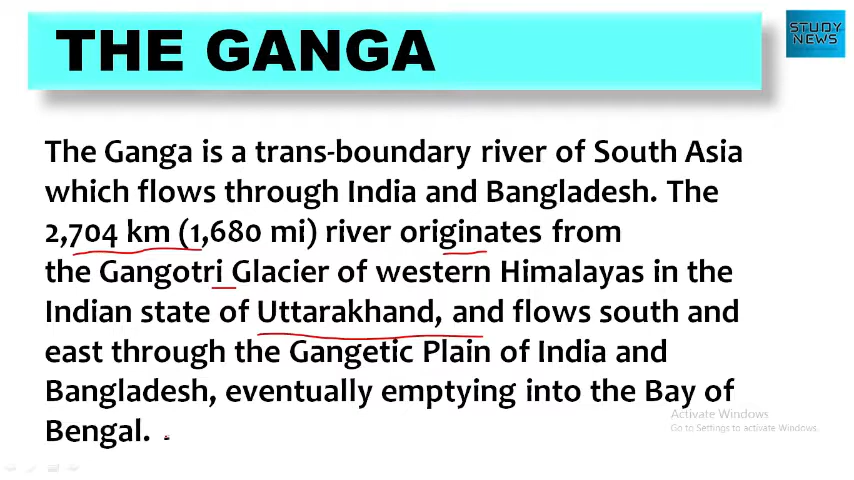 THE GANGA
STUDY
NEWS
The Ganga is a trans-boundary river of South Asia
which flows through India and Bangladesh. The
2,704 km (1,680 mi) river originates from
the Gangotri Glacier of western Himalayas in the
Indian state of Uttarakhand, and flows south and
east through the Gangetic Plain of India and
Bangladesh, eventually emptying into the Bay of
Bengal.
Activate Windows
Go to Settings to activate Windows.